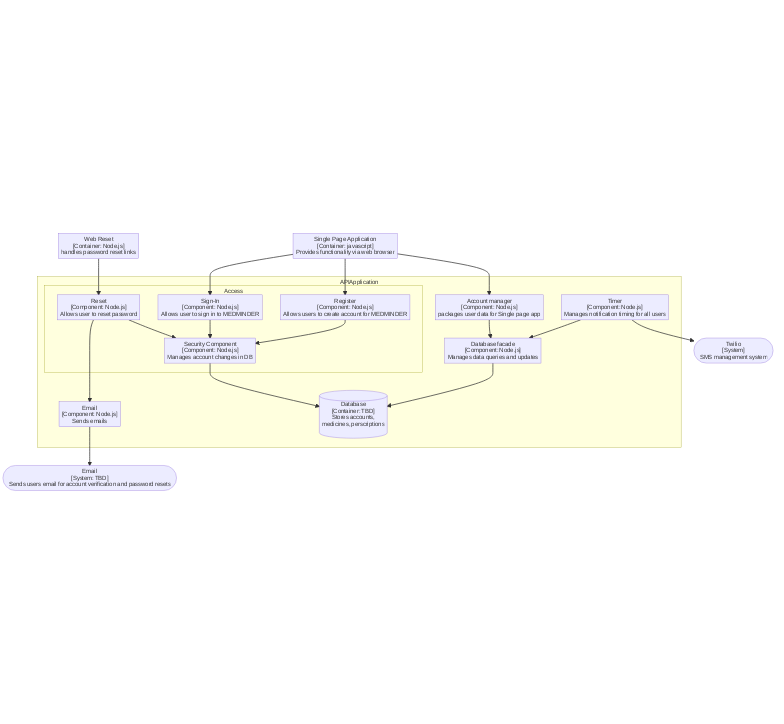 Web Reset
[Container: Node.js]
handles password reset links
Single Page Application
[Container: javascript]
Provides functionality via web browser
API Application
Access
Reset
[Component: Node.js]
Allows user to reset password
Sign-In
[Component: Node.js]
Allows user to sign in to MEDMINDER
Register
[Component: Node.js]
Allows users to create account for MEDMINDER
Account manager
[Component: Node.js]
packages user data for Single page app
Timer
[Component: Node.js]
Manages notification timing for all users
Security Component
[Component: Node.js]
Manages account changes in DB
Database facade
[Component: Node.js]
Manages data queries and updates
Twilio
[System]
SMS management system
Email
[Component: Node.js]
Sends emails
Database
[Container: TBD]
Stores accounts,
medicines, perscriptions
Email
[System: TBD]
Sends users email for account verification and password resets